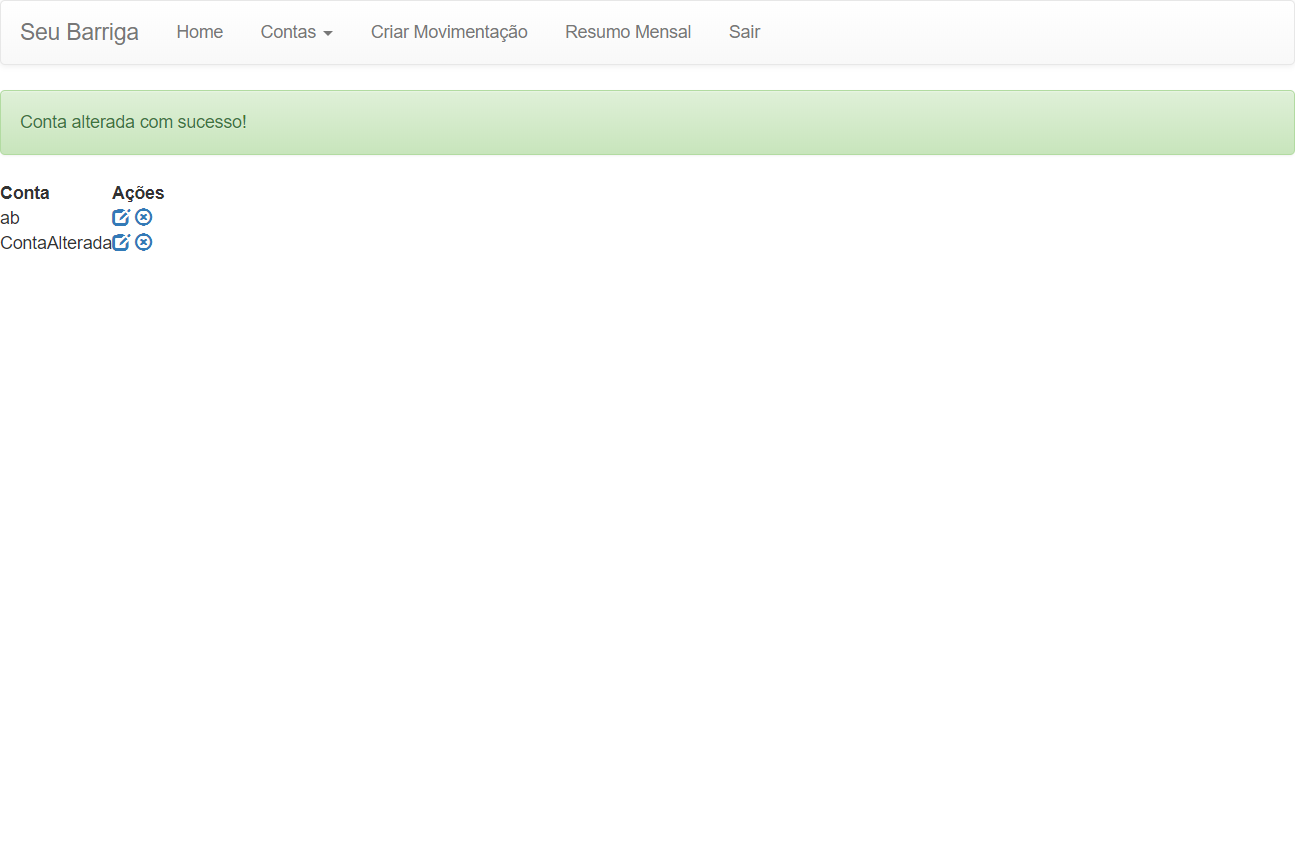 Seu Barriga Home Contas Criar Movimentação Resumo Mensal Sair
Conta alterada com sucesso!
Conta Ações
ab
ContaAlterada